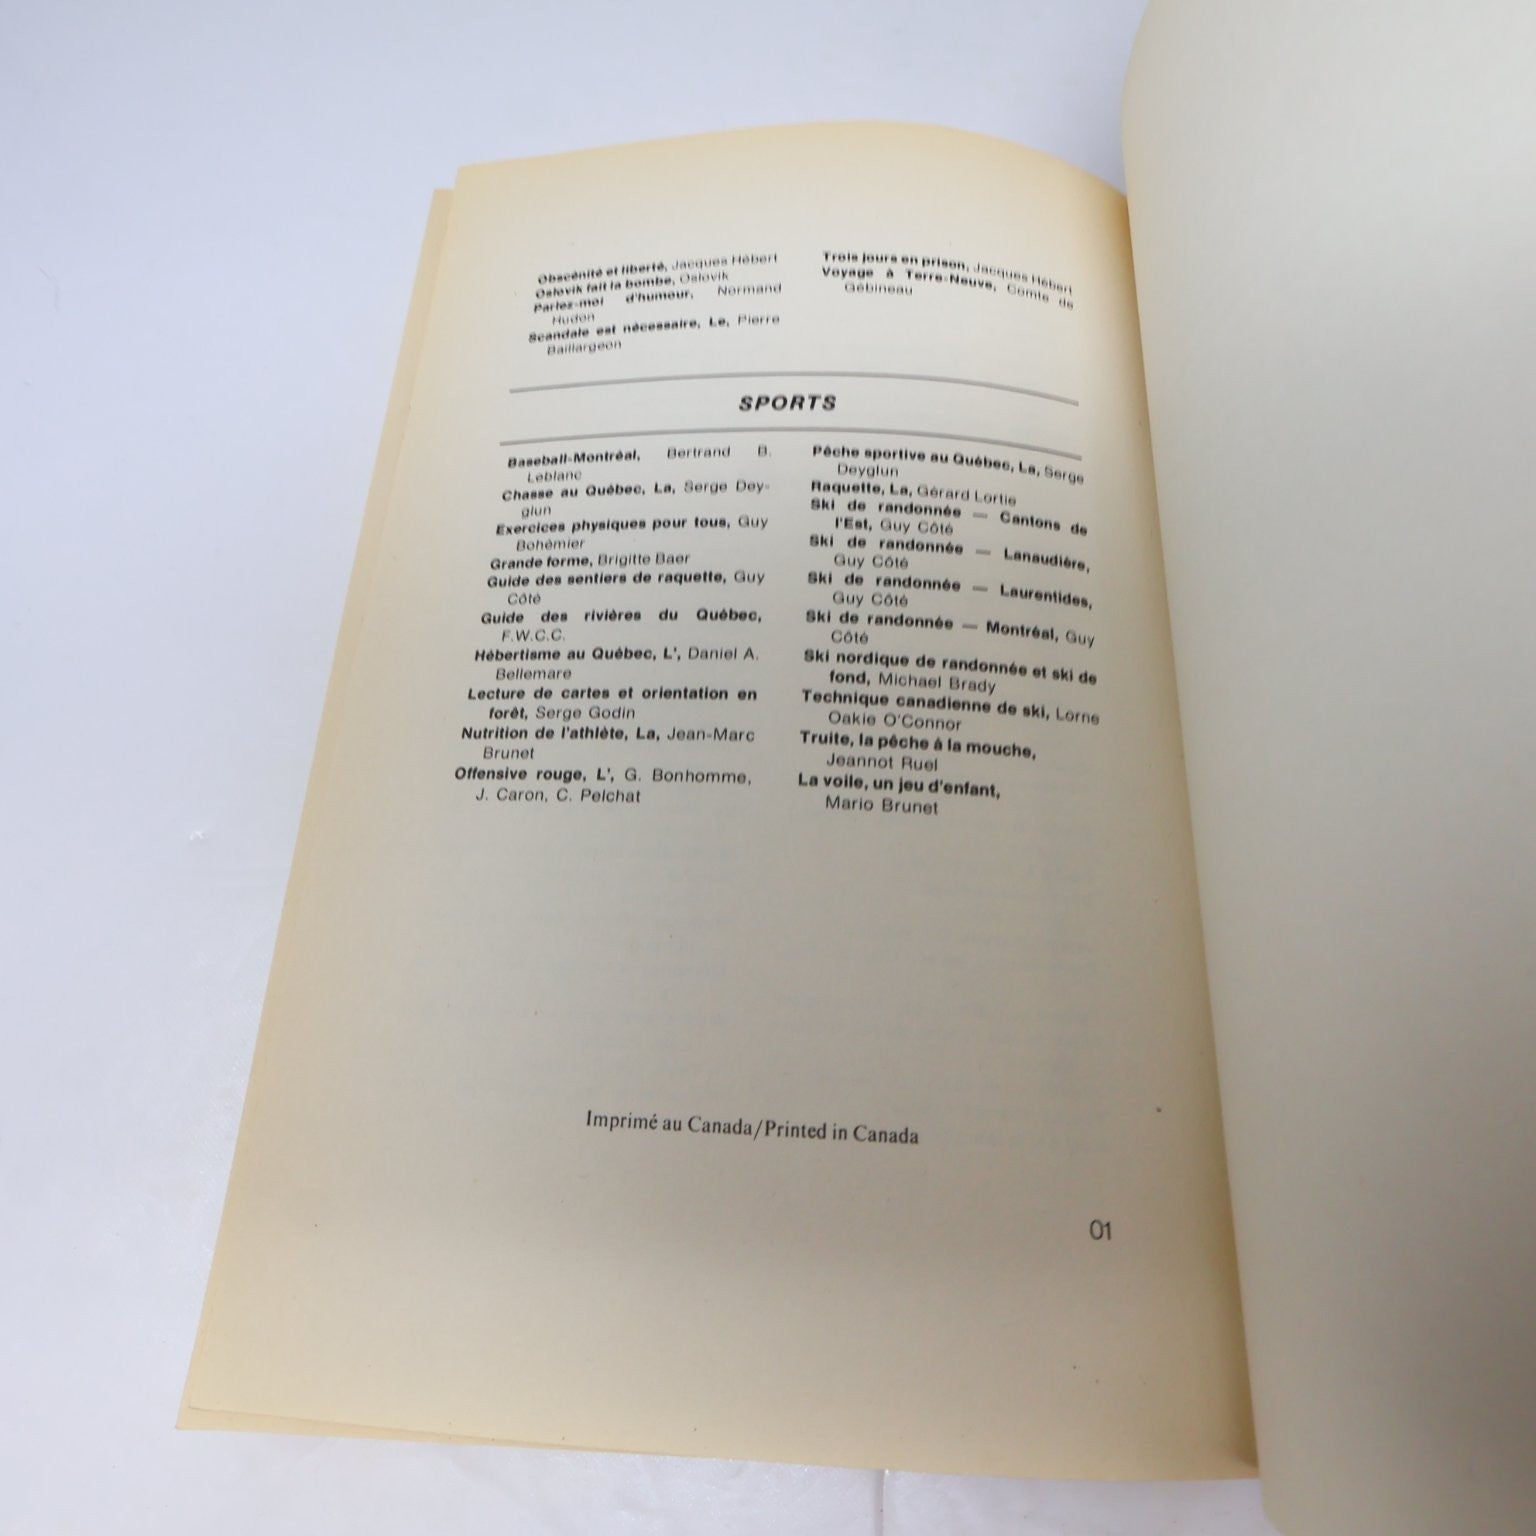 Obscénité et liberté, Jacques Hébert
Oslovik fait la bombe, Oslovik
Parlez-moi d'humour, Normand
Hudon
Scandale est nécessaire, Le, Pierre
Baillargeon
Trois jours en prison, Jacques Hébert
Voyage à Terre-Neuve, Comte de
Gébineau
SPORTS
Baseball-Montréal, Bertrand B.
Leblanc
Chasse au Québec, La, Serge Dey-
glun
Exercices physiques pour tous, Guy
Bohémier
Grande forme, Brigitte Baer
Guide des sentiers de raquette, Guy
Côté
Guide des rivières du Québec,
F.W.C.C.
Hébertisme au Québec, L', Daniel A.
Bellemare
Lecture de cartes et orientation en
forêt, Serge Godin
Nutrition de l'athlète, La, Jean-Marc
Brunet
Offensive rouge, L', G. Bonhomme,
J. Caron, C. Pelchat
Pêche sportive au Québec, La, Serge
Deyglun
Raquette, La, Gérard Lortie
Ski de randonnée — Cantons de
l'Est, Guy Côté
Ski de randonnée — Lanaudière,
Guy Côté
Ski de randonnée — Laurentides,
Guy Côté
Ski de randonnée — Montréal, Guy
Côté
Ski nordique de randonnée et ski de
fond, Michael Brady
Technique canadienne de ski, Lorne
Oakie O'Connor
Truite, la pêche à la mouche,
Jeannot Ruel
La voile, un jeu d'enfant,
Mario Brunet
Imprimé au Canada/Printed in Canada
01